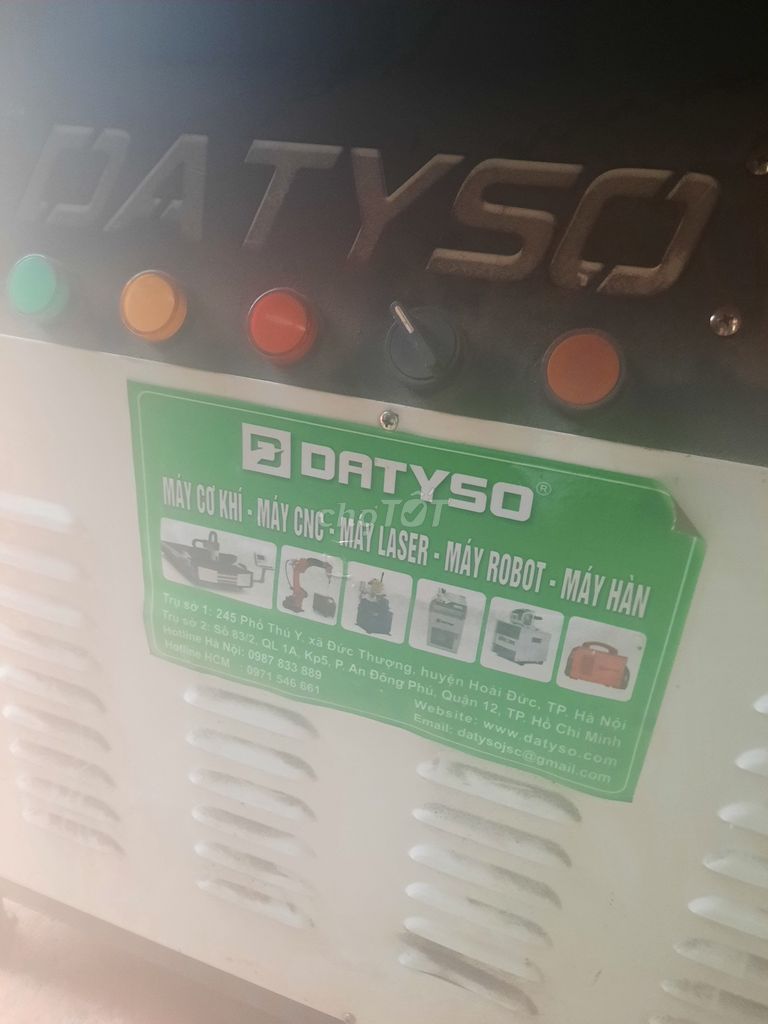 DATYSO
DATYSO®
MÁY CƠ KHÍ - MÁY CNC - MÁY LASER - MÁY ROBOT - MÁY HÀN
choTỐT
Trụ sở 1: 245 Phố Thú Y, xã Đức Thượng, huyện Hoài Đức, TP. Hà Nội
Trụ sở 2: Số 83/2, QL 1A, Kp5, P. An Đông Phú, Quận 12, TP. Hồ Chí Minh
Hotline Hà Nội: 0987 833 889
Website: www.datyso.com
Hotline HCM : 0971 546 661
Email: datysojsc@gmail.com